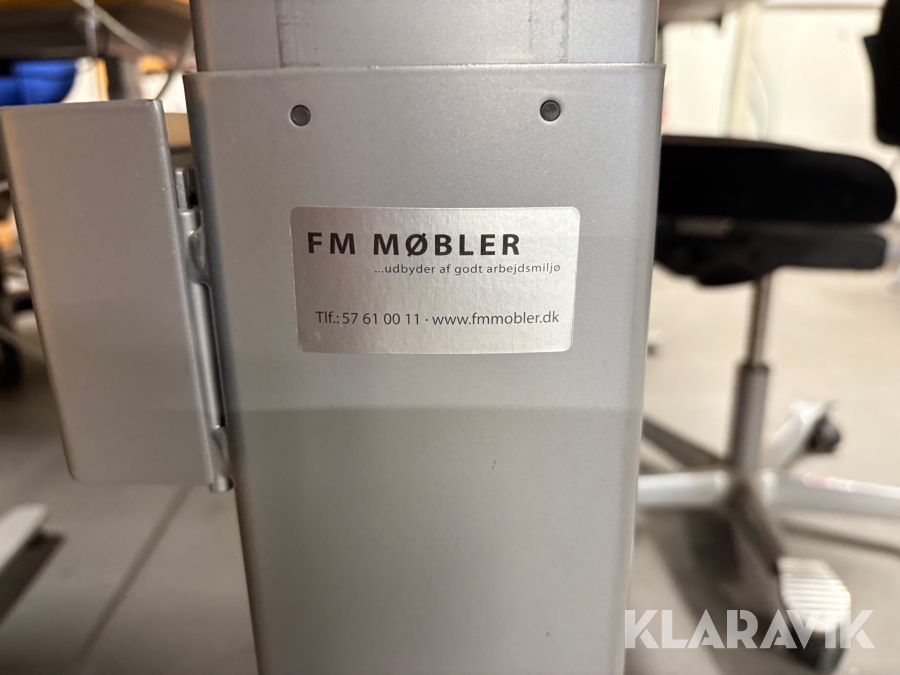 FM MØBLER
...udbyder af godt arbejdsmiljø
Tlf.: 57 61 00 11 · www.fmmobler.dk
KLARAVIK